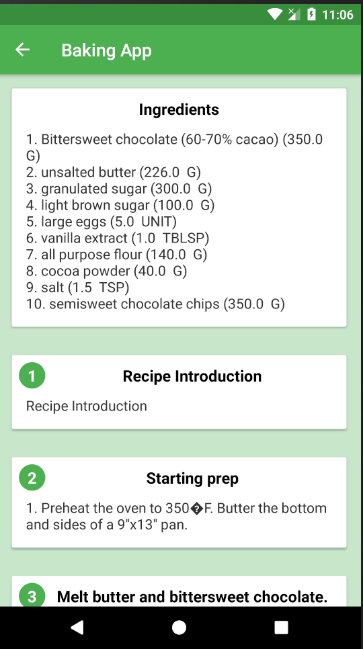 11:06
Baking App
Ingredients
1. Bittersweet chocolate (60-70% cacao) (350.0
G)
2. unsalted butter (226.0  G)
3. granulated sugar (300.0  G)
4. light brown sugar (100.0  G)
5. large eggs (5.0  UNIT)
6. vanilla extract (1.0  TBLSP)
7. all purpose flour (140.0  G)
8. cocoa powder (40.0  G)
9. salt (1.5  TSP)
10. semisweet chocolate chips (350.0  G)
1 Recipe Introduction
Recipe Introduction
2 Starting prep
1. Preheat the oven to 350�F. Butter the bottom
and sides of a 9"x13" pan.
3 Melt butter and bittersweet chocolate.